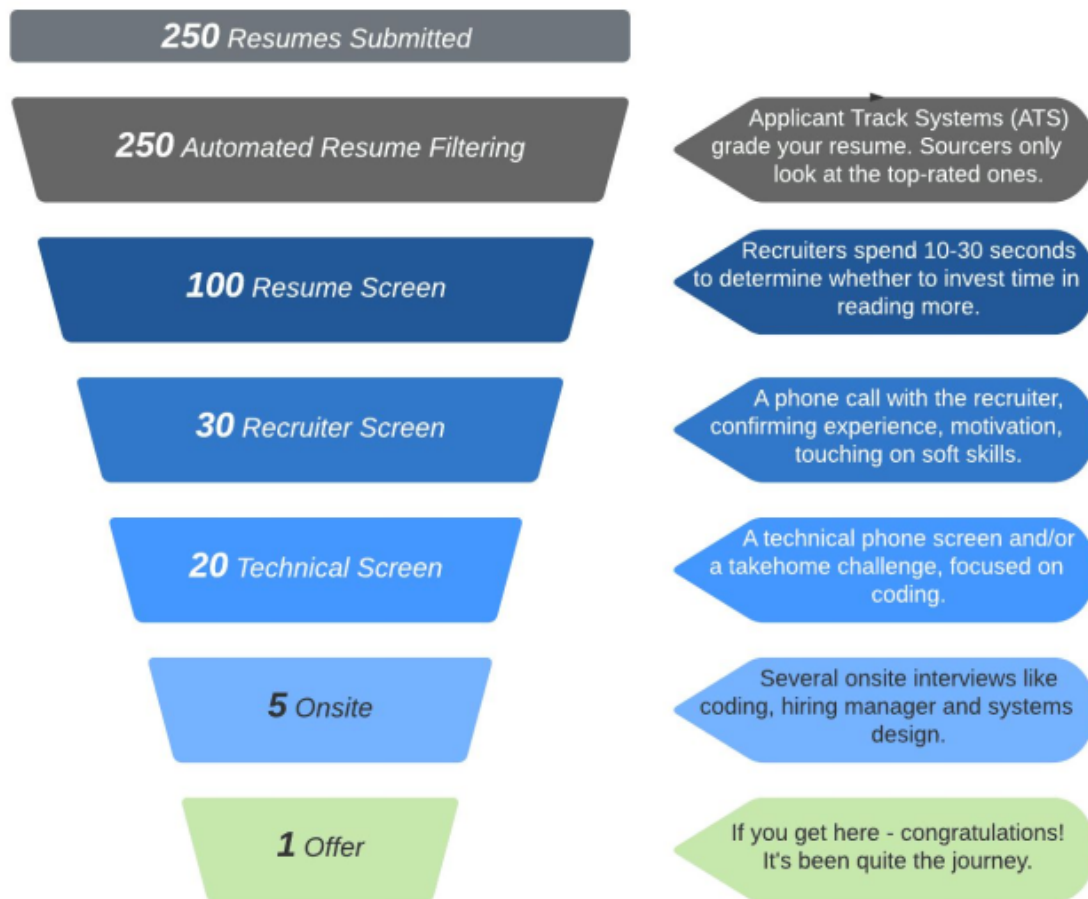 250 Resumes Submitted
250 Automated Resume Filtering
Applicant Track Systems (ATS)
grade your resume. Sourcers only
look at the top-rated ones.
100 Resume Screen
Recruiters spend 10-30 seconds
to determine whether to invest time in
reading more.
30 Recruiter Screen
A phone call with the recruiter,
confirming experience, motivation,
touching on soft skills.
20 Technical Screen
A technical phone screen and/or
a takehome challenge, focused on
coding.
5 Onsite
Several onsite interviews like
coding, hiring manager and systems
design.
1 Offer
If you get here - congratulations!
It's been quite the journey.